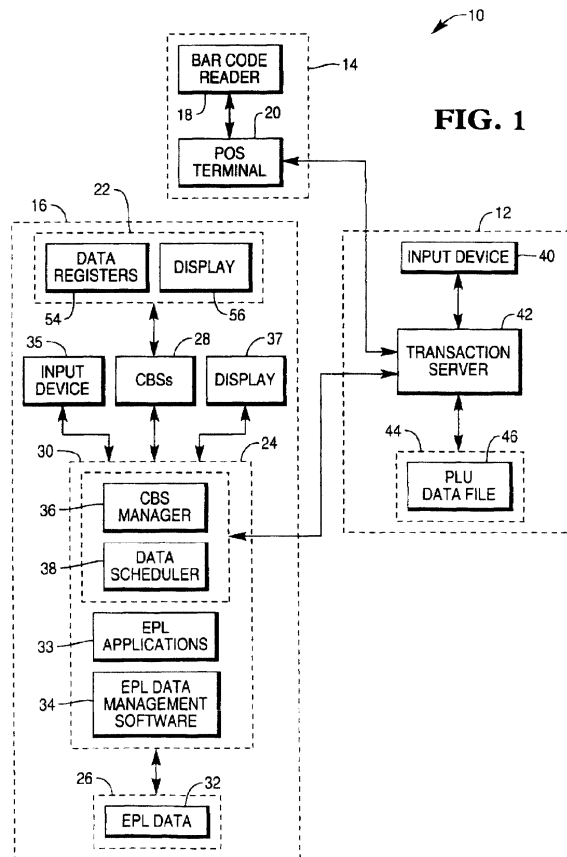 10
BAR CODE
READER
14
18
20
FIG. 1
POS
TERMINAL
16
22
12
DATA
REGISTERS
DISPLAY
INPUT DEVICE
40
54
56
42
35
28
37
INPUT
DEVICE
CBSs
DISPLAY
TRANSACTION
SERVER
30
24
44
46
36
CBS
MANAGER
PLU
DATA FILE
38
DATA
SCHEDULER
33
EPL
APPLICATIONS
34
EPL DATA
MANAGEMENT
SOFTWARE
26
32
EPL DATA